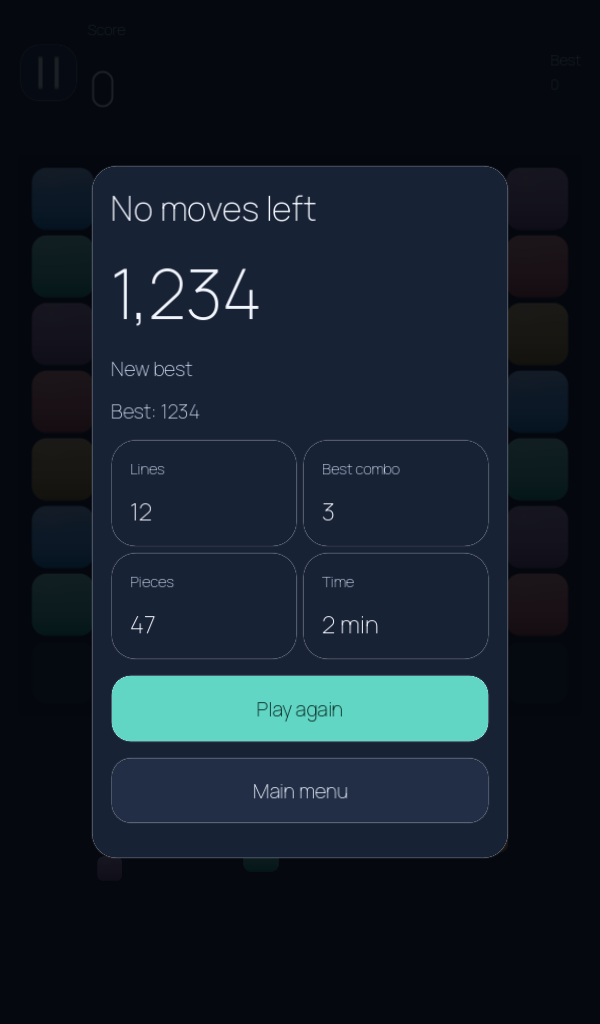 Score
0
Best
0
No moves left
1,234
New best
Best: 1234
Lines
12
Best combo
3
Pieces
47
Time
2 min
Play again
Main menu